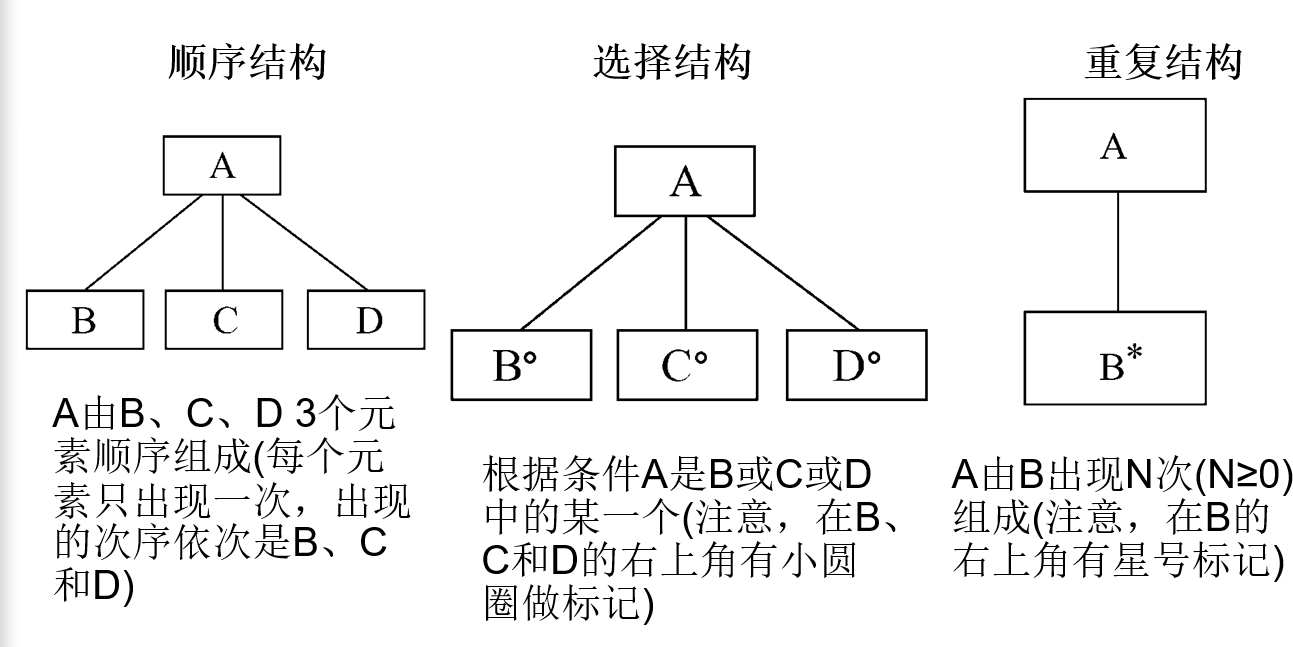 顺序结构
A
B
C
D
A由B、C、D 3个元
素顺序组成(每个元
素只出现一次，出现
的次序依次是B、C
和D)
选择结构
A
B°
C°
D°
根据条件A是B或C或D
中的某一个(注意，在B、
C和D的右上角有小圆
圈做标记)
重复结构
A
B*
A由B出现N次(N≥0)
组成(注意，在B的
右上角有星号标记)